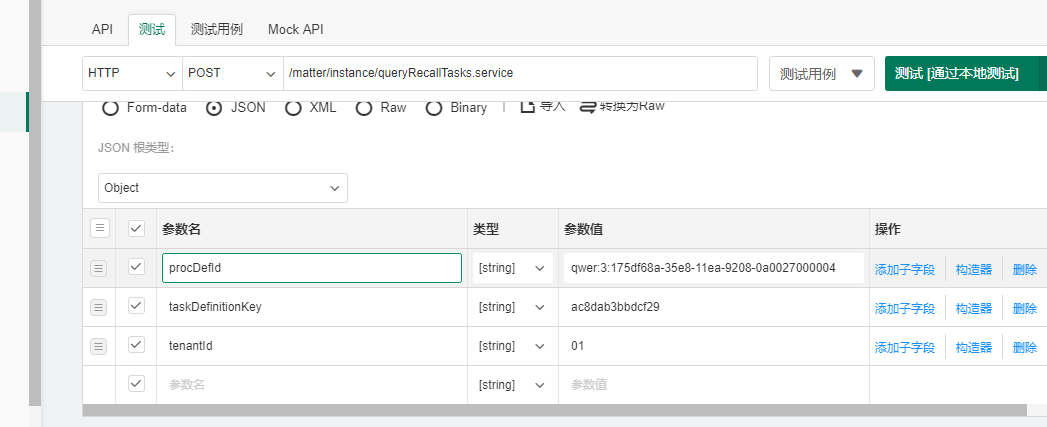 API 测试 测试用例 Mock API
HTTP POST /matter/instance/queryRecallTasks.service 测试用例 测试 [通过本地测试]
Form-data JSON XML Raw Binary 导入 转换为Raw
JSON 根类型：
Object
参数名 类型 参数值 操作
procDefId [string] qwer:3:175df68a-35e8-11ea-9208-0a0027000004 添加子字段 构造器 删除
taskDefinitionKey [string] ac8dab3bbdcf29 添加子字段 构造器 删除
tenantId [string] 01 添加子字段 构造器 删除
参数名 [string] 参数值